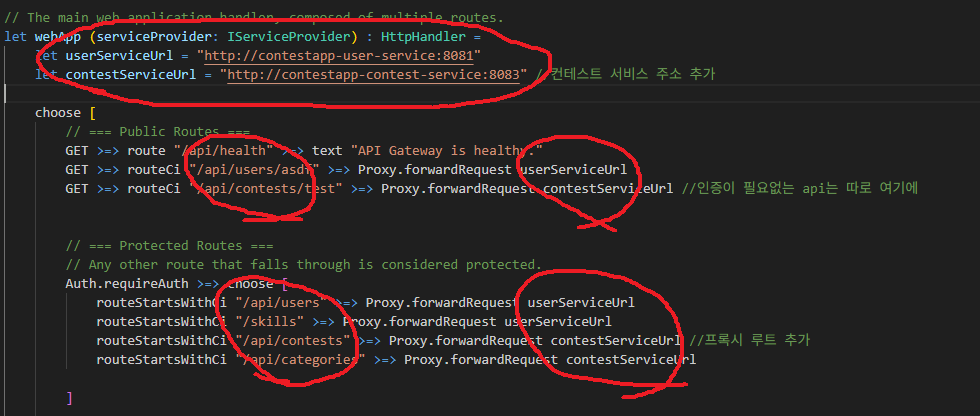 // The main web application handler, composed of multiple routes.
let webApp (serviceProvider: IServiceProvider) : HttpHandler =
let userServiceUrl = "http://contestapp-user-service:8081"
let contestServiceUrl = "http://contestapp-contest-service:8083" // 컨테스트 서비스 주소 추가
choose [
// === Public Routes ===
GET >=> route "/api/health" >=> text "API Gateway is healthy."
GET >=> routeCi "/api/users/asdf" >=> Proxy.forwardRequest userServiceUrl
GET >=> routeCi "/api/contests/test" >=> Proxy.forwardRequest contestServiceUrl //인증이 필요없는 api는 따로 여기에
// === Protected Routes ===
// Any other route that falls through is considered protected.
Auth.requireAuth >=> choose [
routeStartsWithCi "/api/users" >=> Proxy.forwardRequest userServiceUrl
routeStartsWithCi "/skills" >=> Proxy.forwardRequest userServiceUrl
routeStartsWithCi "/api/contests" >=> Proxy.forwardRequest contestServiceUrl //프록시 루트 추가
routeStartsWithCi "/api/categories" >=> Proxy.forwardRequest contestServiceUrl
]